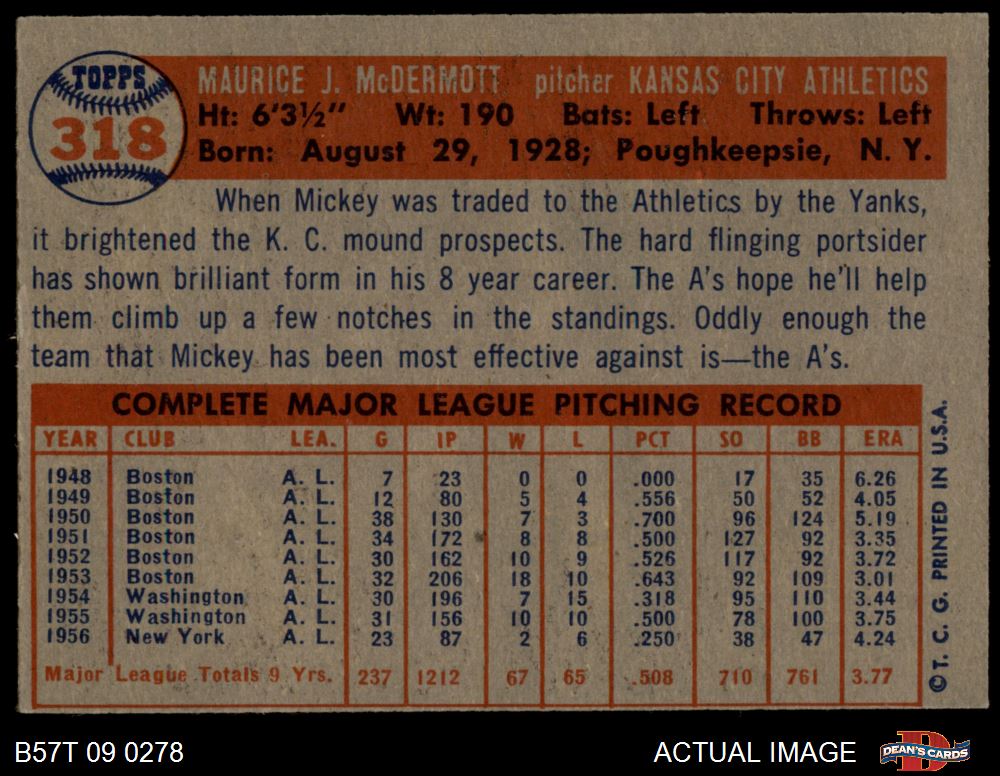 TOPPS
318
MAURICE J. McDERMOTT pitcher KANSAS CITY ATHLETICS
Ht: 6'3½" Wt: 190 Bats: Left Throws: Left
Born: August 29, 1928; Poughkeepsie, N. Y.
When Mickey was traded to the Athletics by the Yanks,
it brightened the K. C. mound prospects. The hard flinging portsider
has shown brilliant form in his 8 year career. The A's hope he'll help
them climb up a few notches in the standings. Oddly enough the
team that Mickey has been most effective against is—the A's.
COMPLETE MAJOR LEAGUE PITCHING RECORD
YEAR CLUB LEA. G IP W L PCT SO BB ERA
1948 Boston A. L. 7 23 0 0 .000 17 35 6.26
1949 Boston A. L. 12 80 5 4 .556 50 52 4.05
1950 Boston A. L. 38 130 7 3 .700 96 124 5.19
1951 Boston A. L. 34 172 8 8 .500 127 92 3.35
1952 Boston A. L. 30 162 10 9 .526 117 92 3.72
1953 Boston A. L. 32 206 18 10 .643 92 109 3.01
1954 Washington A. L. 30 196 7 15 .318 95 110 3.44
1955 Washington A. L. 31 156 10 10 .500 78 100 3.75
1956 New York A. L. 23 87 2 6 .250 38 47 4.24
Major League Totals 9 Yrs. 237 1212 67 65 .508 710 761 3.77
©T. C. G. PRINTED IN U.S.A.
B57T 09 0278
ACTUAL IMAGE
D
DEAN'S CARDS